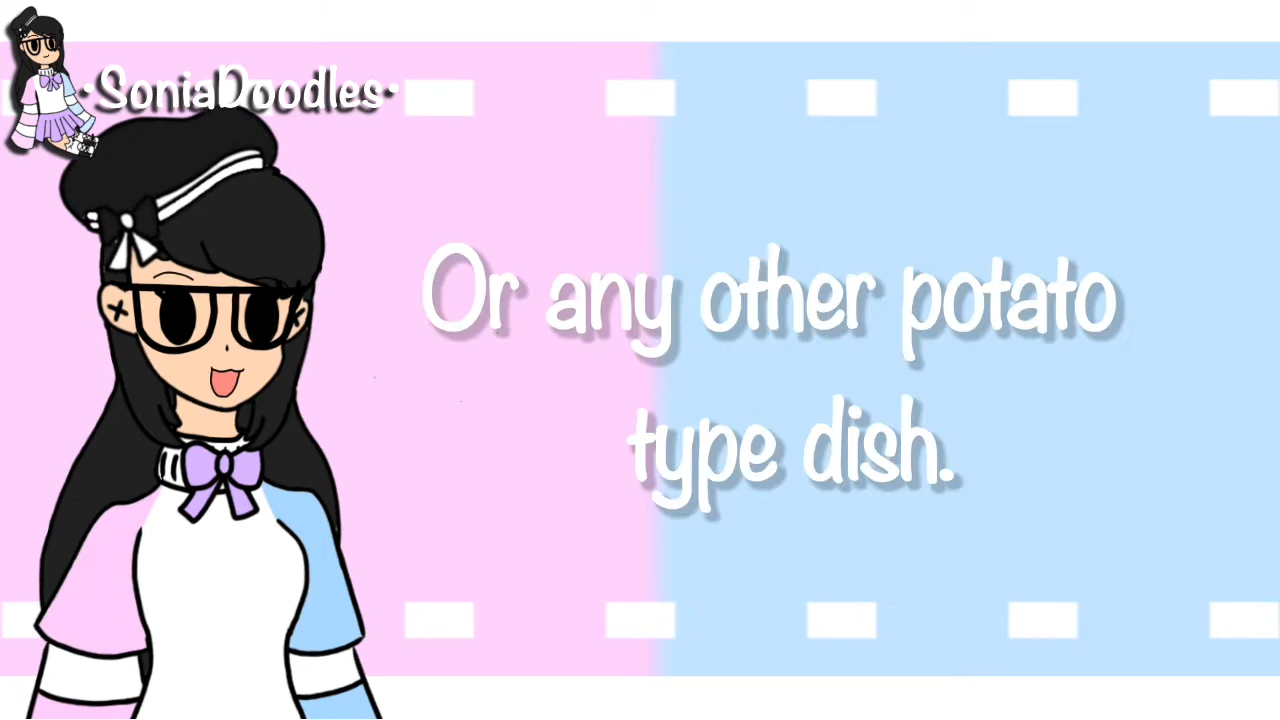 •SoniaDoodles•
Or any other potato
type dish.